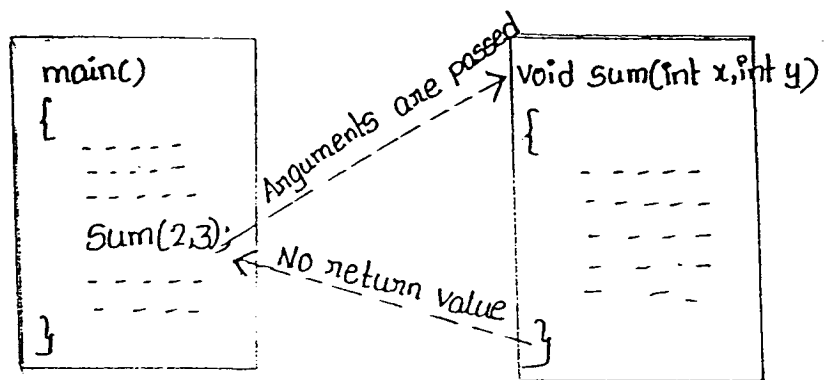 main()
{
- - - - -
- - - - -
- - - - -
Sum(2,3);
- - - - -
- - - -
}
Arguments are passed
No return value
void sum(int x,int y)
{
- - - - -
- - - - -
- - - -
- - - - -
- - -
}